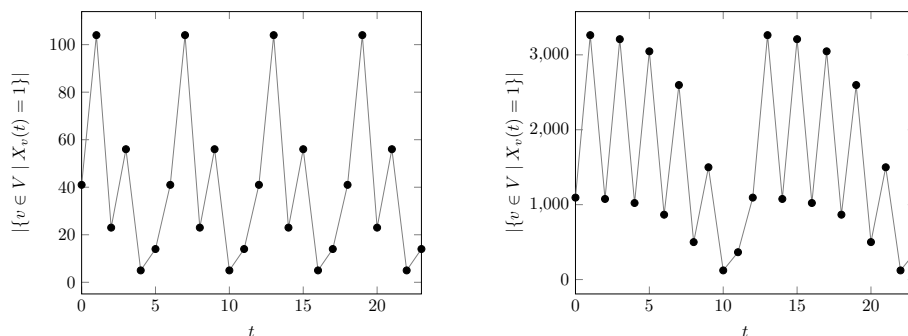 100
80
60
40
20
0
0 5 10 15 20
t
|{v ∈ V | X_v(t) = 1}|
3,000
2,000
1,000
0
0 5 10 15 20
t
|{v ∈ V | X_v(t) = 1}|